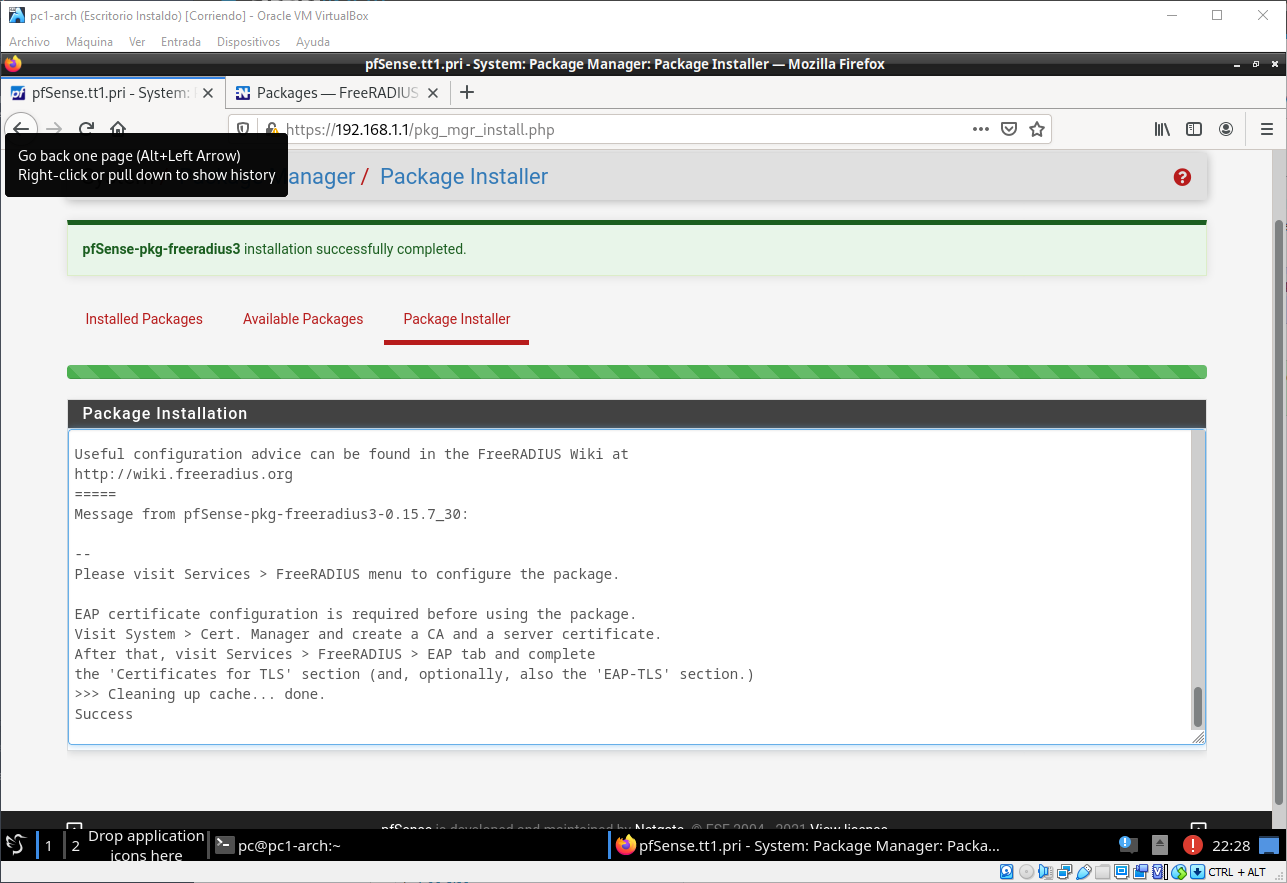 pc1-arch (Escritorio Instaldo) [Corriendo] - Oracle VM VirtualBox
Archivo Máquina Ver Entrada Dispositivos Ayuda
pfSense.tt1.pri - System: Package Manager: Package Installer — Mozilla Firefox
pfSense.tt1.pri - System: Packages — FreeRADIUS
https://192.168.1.1/pkg_mgr_install.php
Go back one page (Alt+Left Arrow)
Right-click or pull down to show history
anager / Package Installer
pfSense-pkg-freeradius3 installation successfully completed.
Installed Packages Available Packages Package Installer
Package Installation
Useful configuration advice can be found in the FreeRADIUS Wiki at
http://wiki.freeradius.org
=====
Message from pfSense-pkg-freeradius3-0.15.7_30:
--
Please visit Services > FreeRADIUS menu to configure the package.
EAP certificate configuration is required before using the package.
Visit System > Cert. Manager and create a CA and a server certificate.
After that, visit Services > FreeRADIUS > EAP tab and complete
the 'Certificates for TLS' section (and, optionally, also the 'EAP-TLS' section.)
>>> Cleaning up cache... done.
Success
pfSense is developed and maintained by Netgate. © ESF 2004 - 2021 View license.
1 2 Drop application icons here pc@pc1-arch:~ pfSense.tt1.pri - System: Package Manager: Packa... 22:28
CTRL + ALT